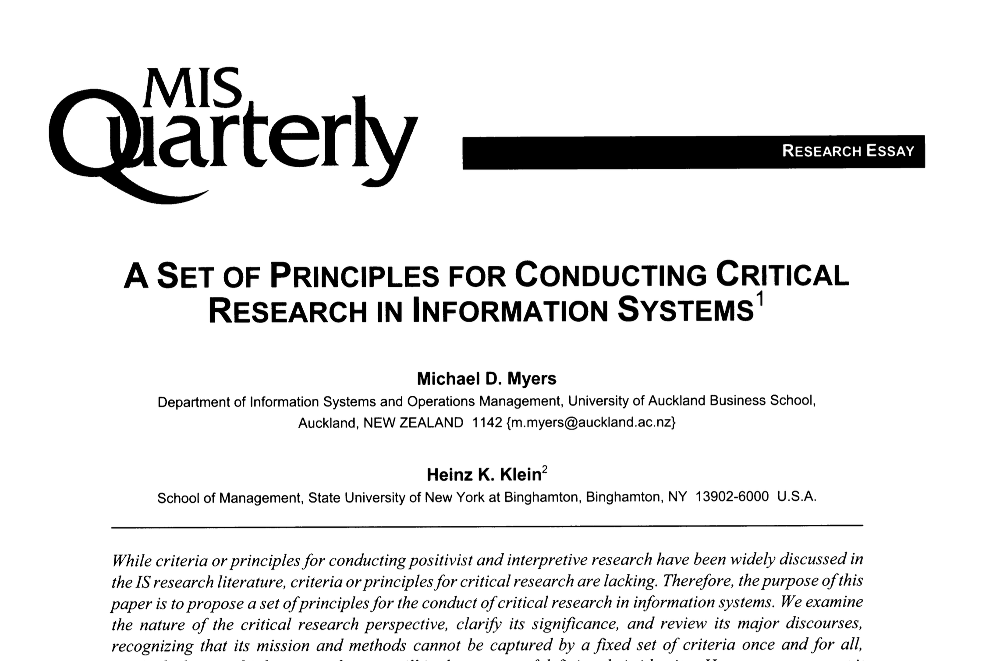 MIS
Quarterly
RESEARCH ESSAY
A SET OF PRINCIPLES FOR CONDUCTING CRITICAL
RESEARCH IN INFORMATION SYSTEMS1
Michael D. Myers
Department of Information Systems and Operations Management, University of Auckland Business School,
Auckland, NEW ZEALAND 1142 {m.myers@auckland.ac.nz}
Heinz K. Klein2
School of Management, State University of New York at Binghamton, Binghamton, NY 13902-6000 U.S.A.
While criteria or principles for conducting positivist and interpretive research have been widely discussed in
the IS research literature, criteria or principles for critical research are lacking. Therefore, the purpose of this
paper is to propose a set of principles for the conduct of critical research in information systems. We examine
the nature of the critical research perspective, clarify its significance, and review its major discourses,
recognizing that its mission and methods cannot be captured by a fixed set of criteria once and for all,